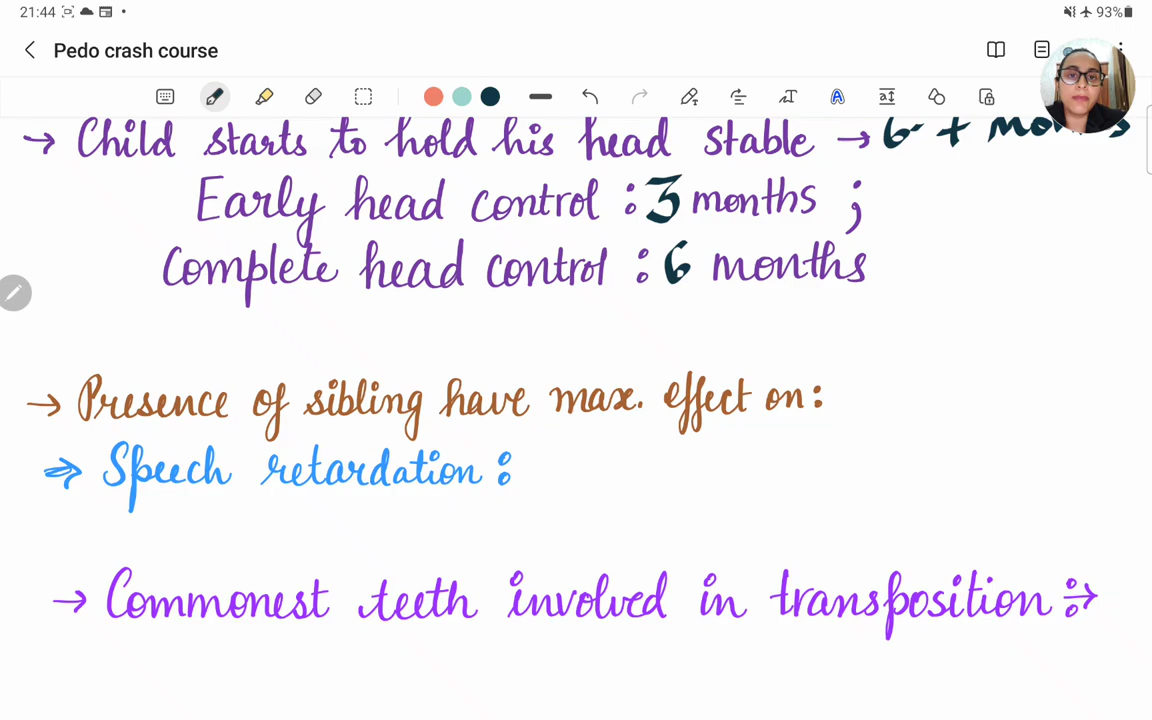 21:44
93%
Pedo crash course
→ Child starts to hold his head stable → 6 + months
Early head control : 3 months ;
Complete head control : 6 months
→ Presence of sibling have max. effect on :
⇒ Speech retardation :
→ Commonest teeth involved in transposition :→